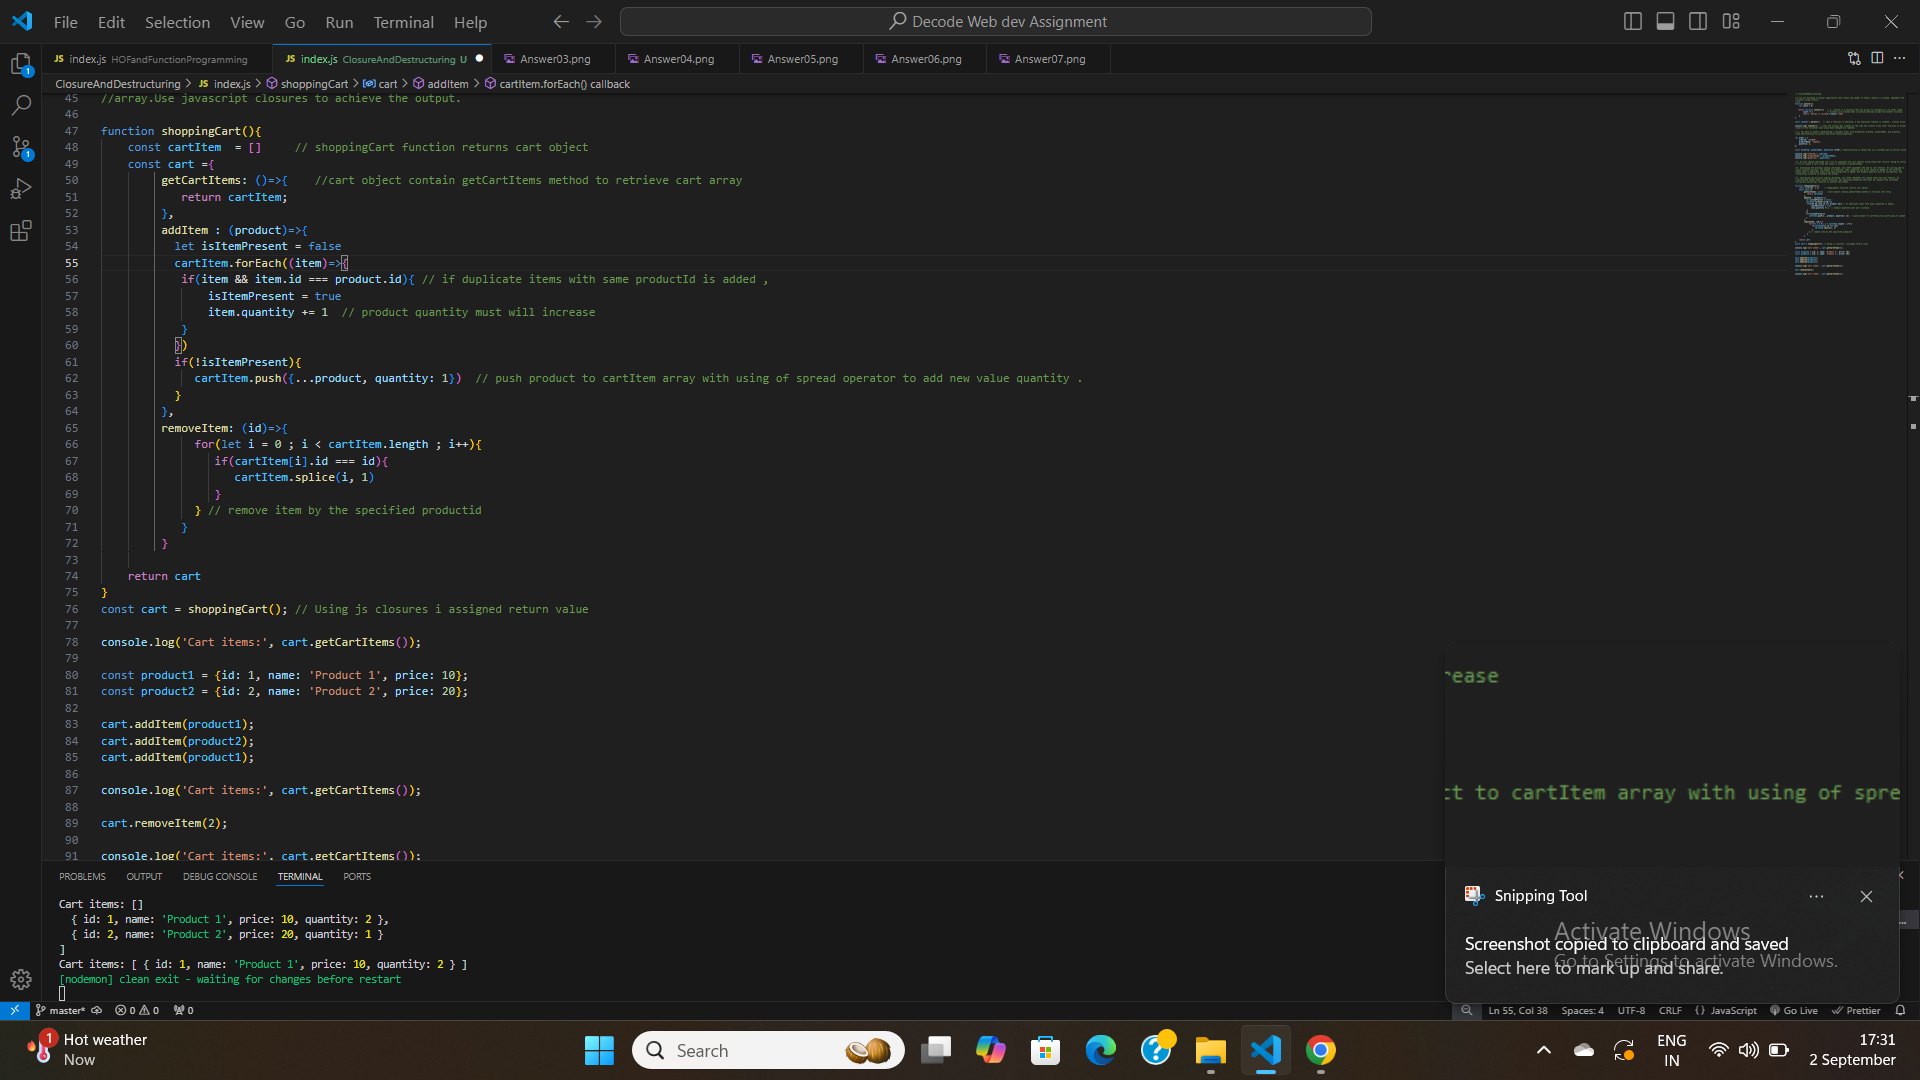 File Edit Selection View Go Run Terminal Help
Decode Web dev Assignment
index.js HOFandFunctionProgramming
index.js ClosureAndDestructuring U
Answer03.png
Answer04.png
Answer05.png
Answer06.png
Answer07.png
ClosureAndDestructuring > JS index.js > shoppingCart > cart > addItem > cartItem.forEach() callback
45 //array.Use javascript closures to achieve the output.
46
47 function shoppingCart(){
48 const cartItem = [] // shoppingCart function returns cart object
49 const cart ={
50 getCartItems: ()=>{ //cart object contain getCartItems method to retrieve cart array
51 return cartItem;
52 },
53 addItem : (product)=>{
54 let isItemPresent = false
55 cartItem.forEach((item)=>{
56 if(item && item.id === product.id){ // if duplicate items with same productId is added ,
57 isItemPresent = true
58 item.quantity += 1 // product quantity must will increase
59 }
60 })
61 if(!isItemPresent){
62 cartItem.push({...product, quantity: 1}) // push product to cartItem array with using of spread operator to add new value quantity .
63 }
64 },
65 removeItem: (id)=>{
66 for(let i = 0 ; i < cartItem.length ; i++){
67 if(cartItem[i].id === id){
68 cartItem.splice(i, 1)
69 }
70 } // remove item by the specified productid
71 }
72 }
73
74 return cart
75 }
76 const cart = shoppingCart(); // Using js closures i assigned return value
77
78 console.log('Cart items:', cart.getCartItems());
79
80 const product1 = {id: 1, name: 'Product 1', price: 10};
81 const product2 = {id: 2, name: 'Product 2', price: 20};
82
83 cart.addItem(product1);
84 cart.addItem(product2);
85 cart.addItem(product1);
86
87 console.log('Cart items:', cart.getCartItems());
88
89 cart.removeItem(2);
90
91 console.log('Cart items:', cart.getCartItems());
PROBLEMS OUTPUT DEBUG CONSOLE TERMINAL PORTS
Cart items: []
{ id: 1, name: 'Product 1', price: 10, quantity: 2 },
{ id: 2, name: 'Product 2', price: 20, quantity: 1 }
]
Cart items: [ { id: 1, name: 'Product 1', price: 10, quantity: 2 } ]
[nodemon] clean exit - waiting for changes before restart
rease
ct to cartItem array with using of spre
Snipping Tool
Activate Windows
Screenshot copied to clipboard and saved
Go to Settings to activate Windows.
Select here to mark up and share.
master* 0 0 0
Ln 55, Col 38 Spaces: 4 UTF-8 CRLF {} JavaScript Go Live Prettier
1
Hot weather
Now
Search
ENG
IN
17:31
2 September